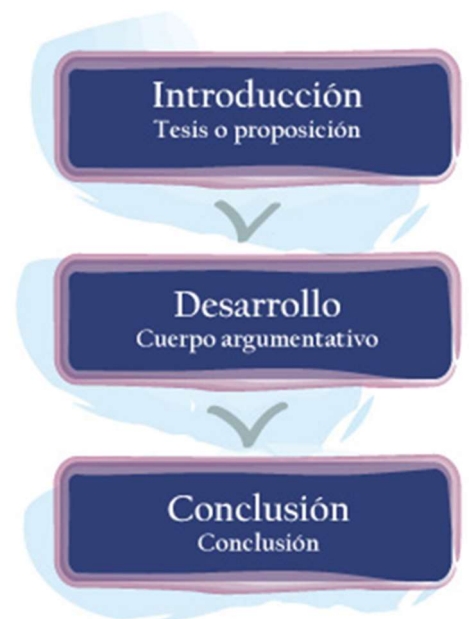 Introducción
Tesis o proposición
Desarrollo
Cuerpo argumentativo
Conclusión
Conclusión